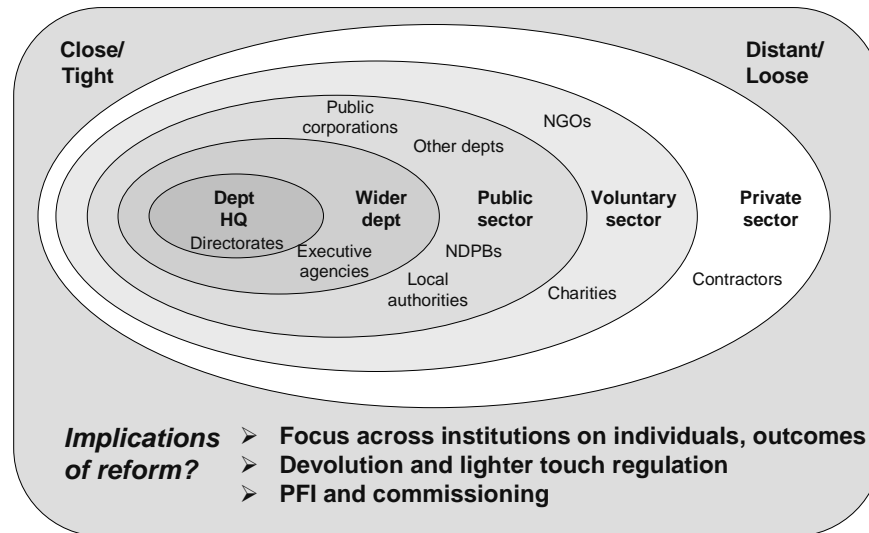 Close/
Tight
Distant/
Loose
Public
corporations
NGOs
Other depts
Dept
HQ
Wider
dept
Public
sector
Voluntary
sector
Private
sector
Directorates
Executive
agencies
NDPBs
Local
authorities
Charities
Contractors
Implications
of reform?
➢ Focus across institutions on individuals, outcomes
➢ Devolution and lighter touch regulation
➢ PFI and commissioning